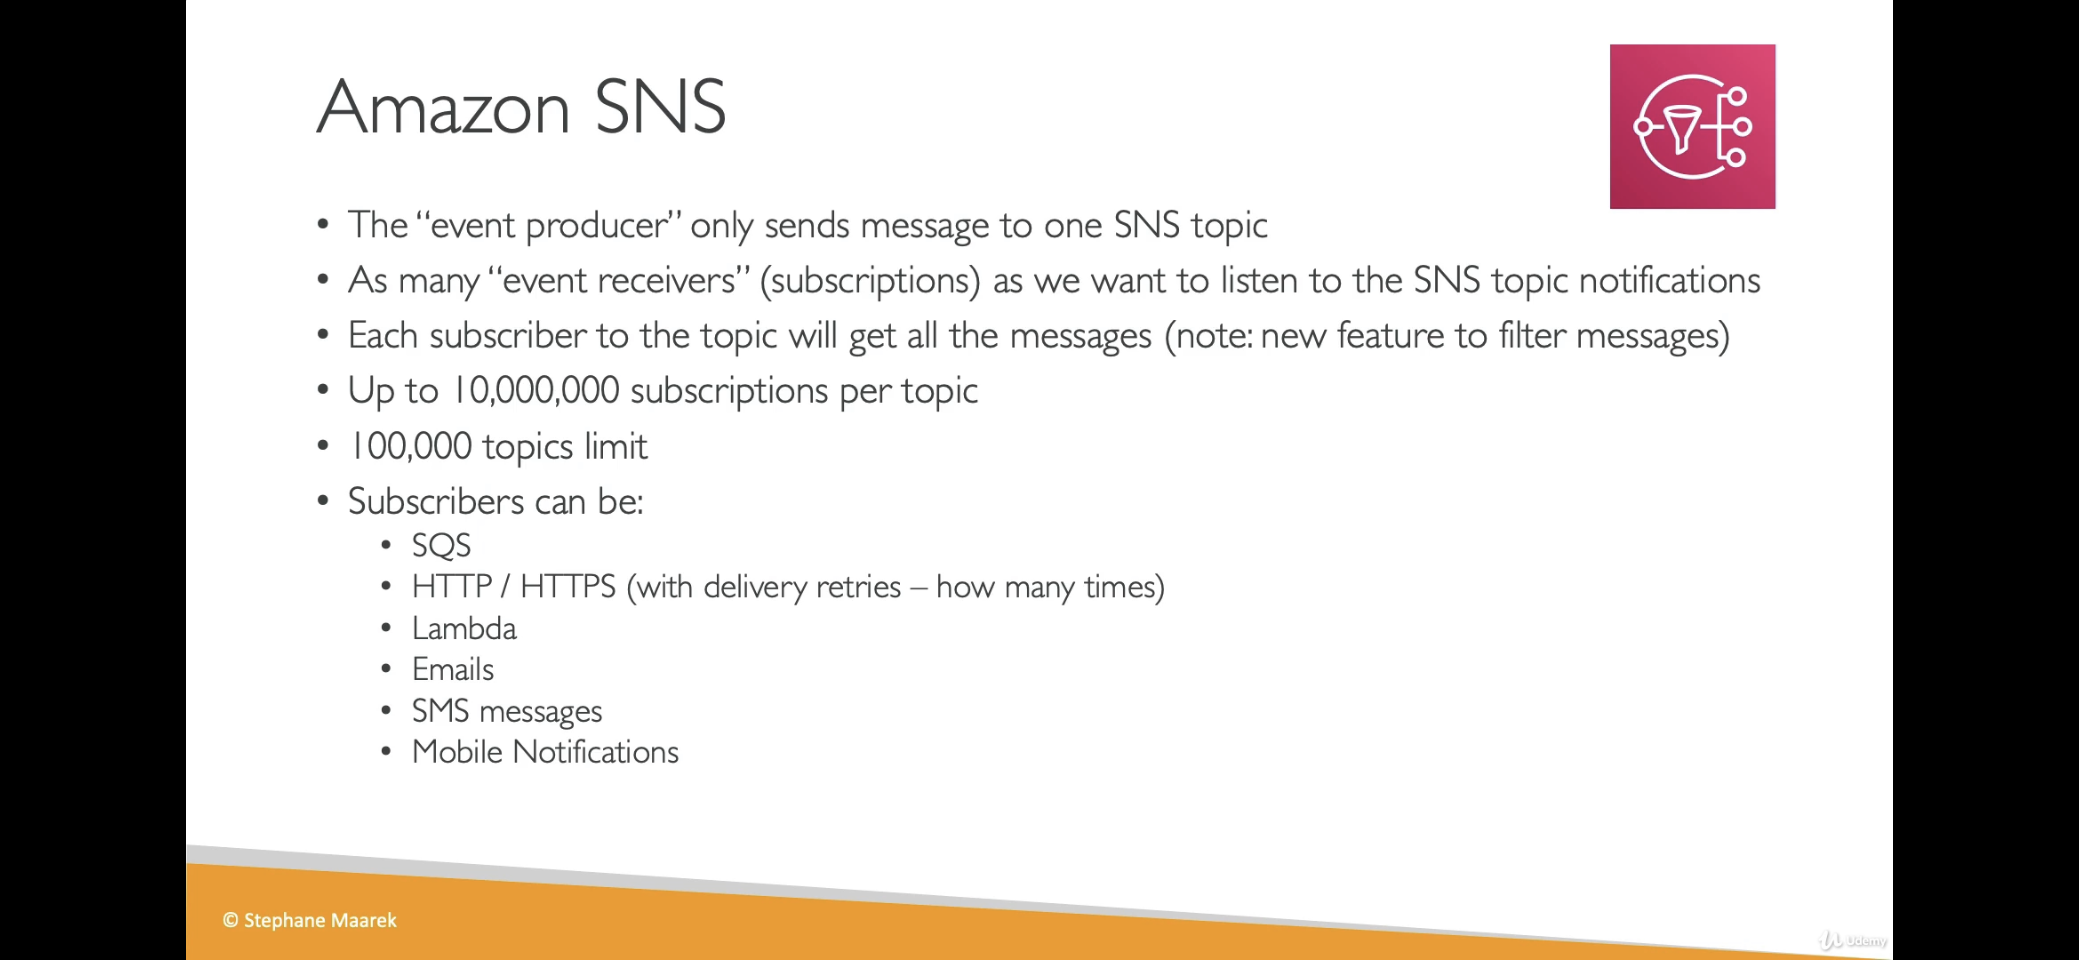 Amazon SNS
• The “event producer” only sends message to one SNS topic
• As many “event receivers” (subscriptions) as we want to listen to the SNS topic notifications
• Each subscriber to the topic will get all the messages (note: new feature to filter messages)
• Up to 10,000,000 subscriptions per topic
• 100,000 topics limit
• Subscribers can be:
• SQS
• HTTP / HTTPS (with delivery retries – how many times)
• Lambda
• Emails
• SMS messages
• Mobile Notifications
© Stephane Maarek
Udemy